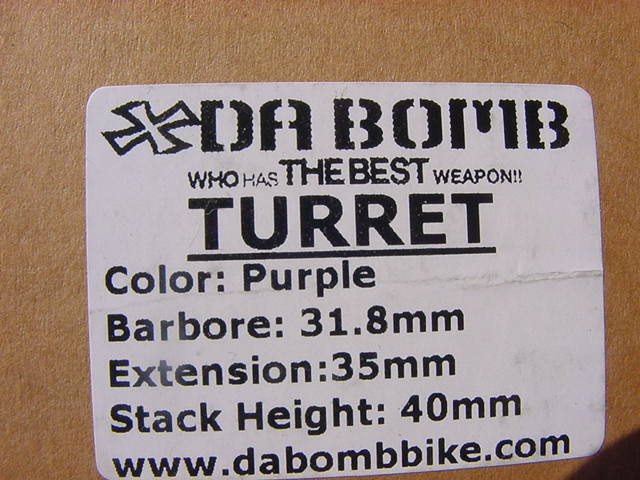 DA BOMB
WHO HAS THE BEST WEAPON!!
TURRET
Color: Purple
Barbore: 31.8mm
Extension:35mm
Stack Height: 40mm
www.dabombbike.com